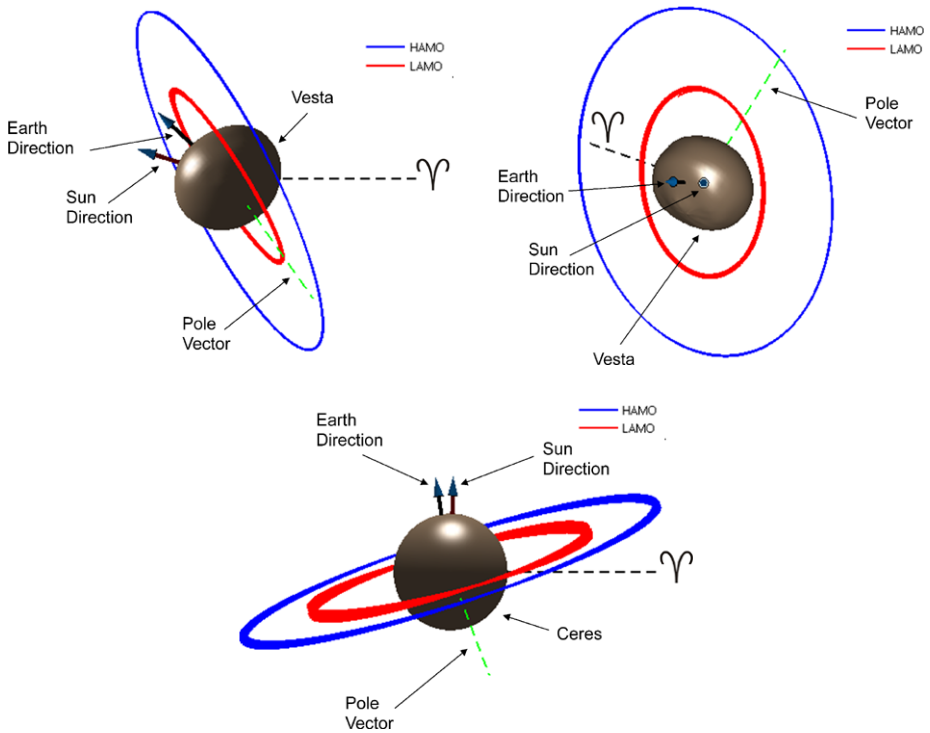 HAMO
LAMO
Vesta
Earth
Direction
Sun
Direction
♈
Pole
Vector
HAMO
LAMO
Pole
Vector
♈
Earth
Direction
Sun
Direction
Vesta
HAMO
LAMO
Earth
Direction
Sun
Direction
♈
Ceres
Pole
Vector